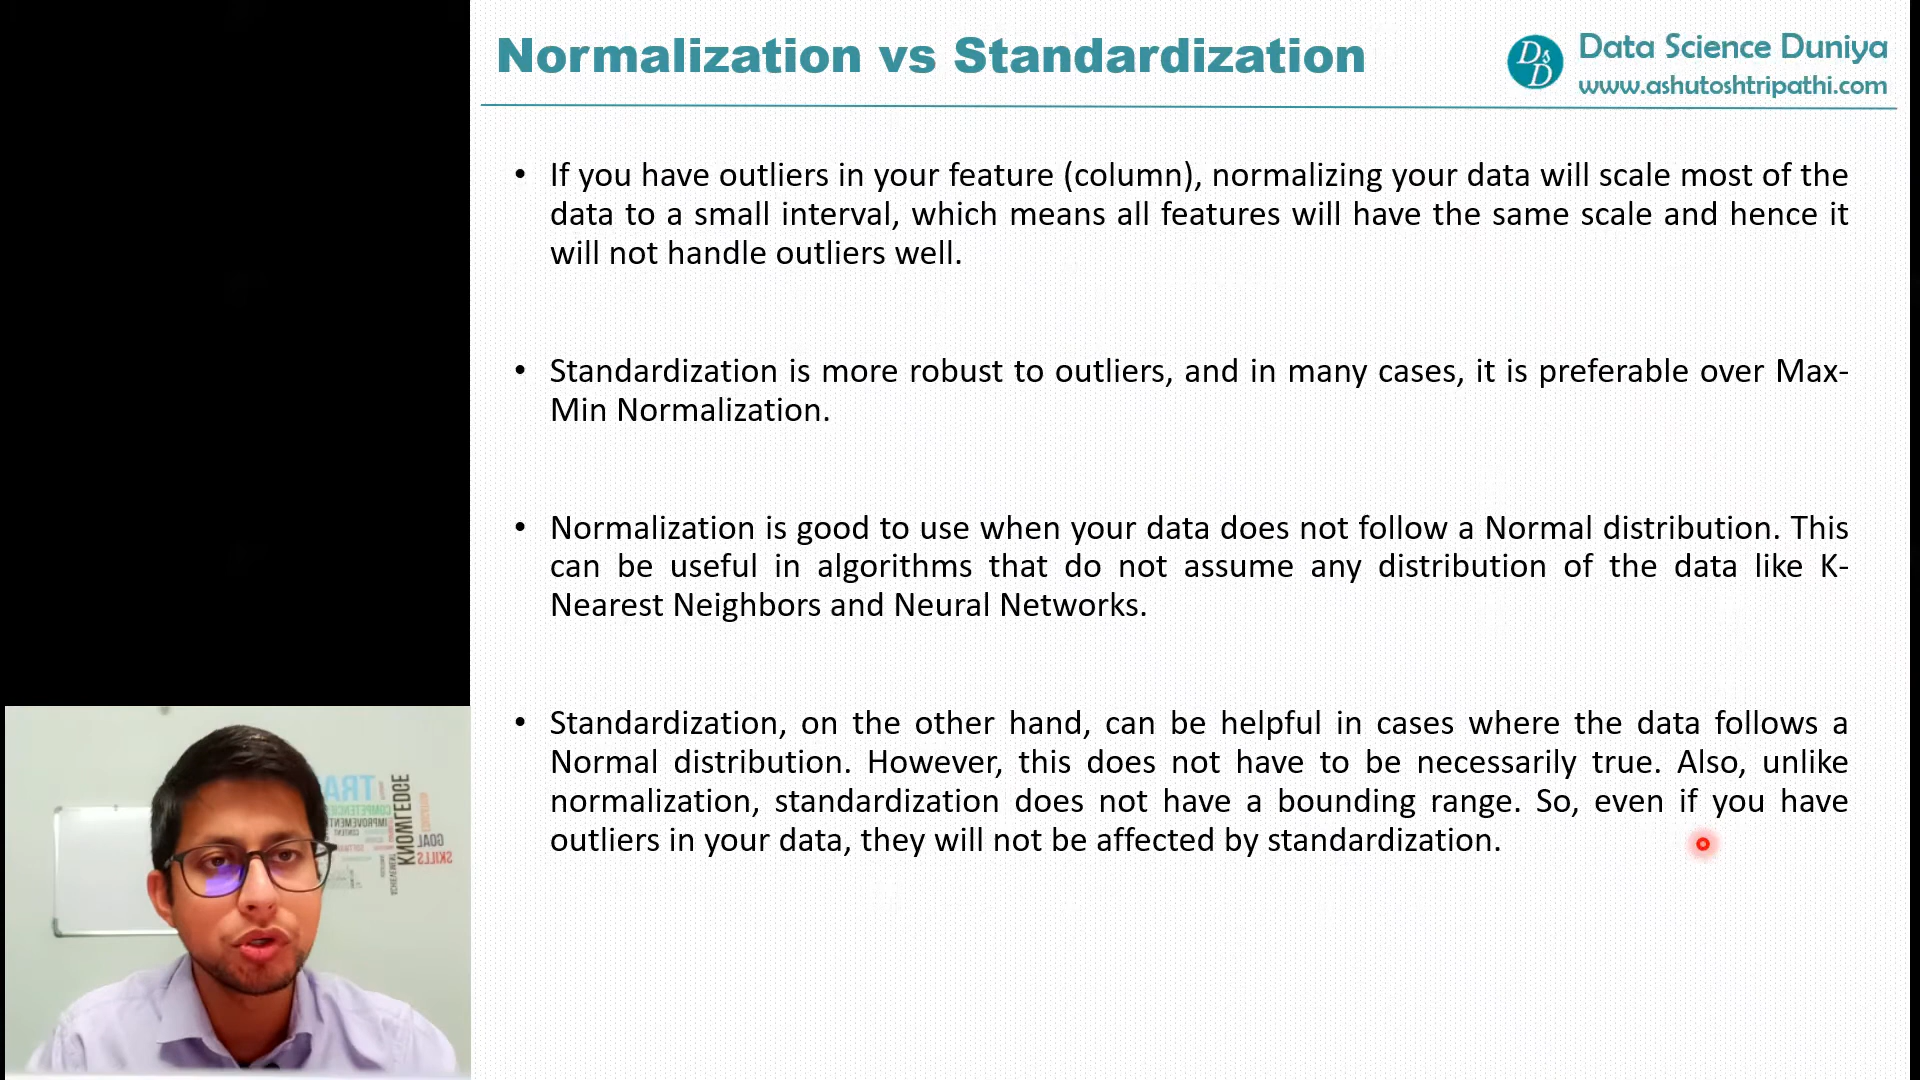 Normalization vs Standardization
DsD
Data Science Duniya
www.ashutoshtripathi.com
• If you have outliers in your feature (column), normalizing your data will scale most of the
data to a small interval, which means all features will have the same scale and hence it
will not handle outliers well.
• Standardization is more robust to outliers, and in many cases, it is preferable over Max-
Min Normalization.
• Normalization is good to use when your data does not follow a Normal distribution. This
can be useful in algorithms that do not assume any distribution of the data like K-
Nearest Neighbors and Neural Networks.
• Standardization, on the other hand, can be helpful in cases where the data follows a
Normal distribution. However, this does not have to be necessarily true. Also, unlike
normalization, standardization does not have a bounding range. So, even if you have
outliers in your data, they will not be affected by standardization.
TRA
IMPROVEMENT
CONTENT
KNOWLEDGE
GOAL
SKILLS